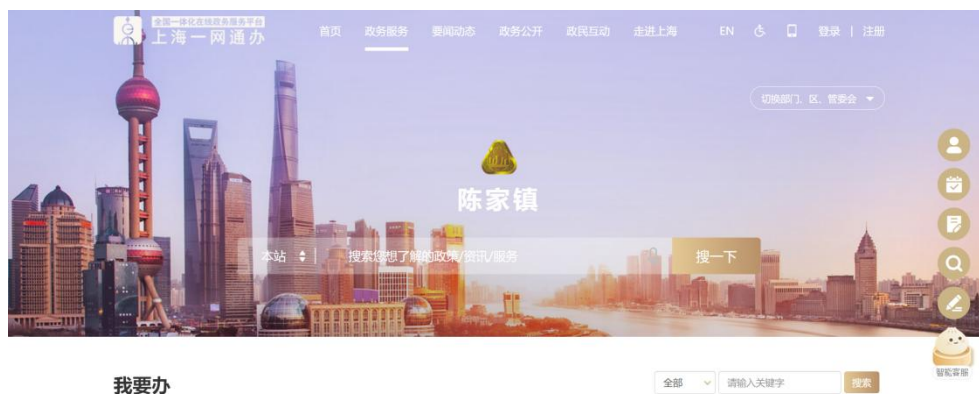 全国一体化在线政务服务平台
上海一网通办
首页 政务服务 要闻动态 政务公开 政民互动 走进上海 EN 登录 | 注册
切换部门、区、管委会
陈家镇
本站 搜索您想了解的政策/资讯/服务 搜一下
智能客服
我要办 全部 请输入关键字 搜索